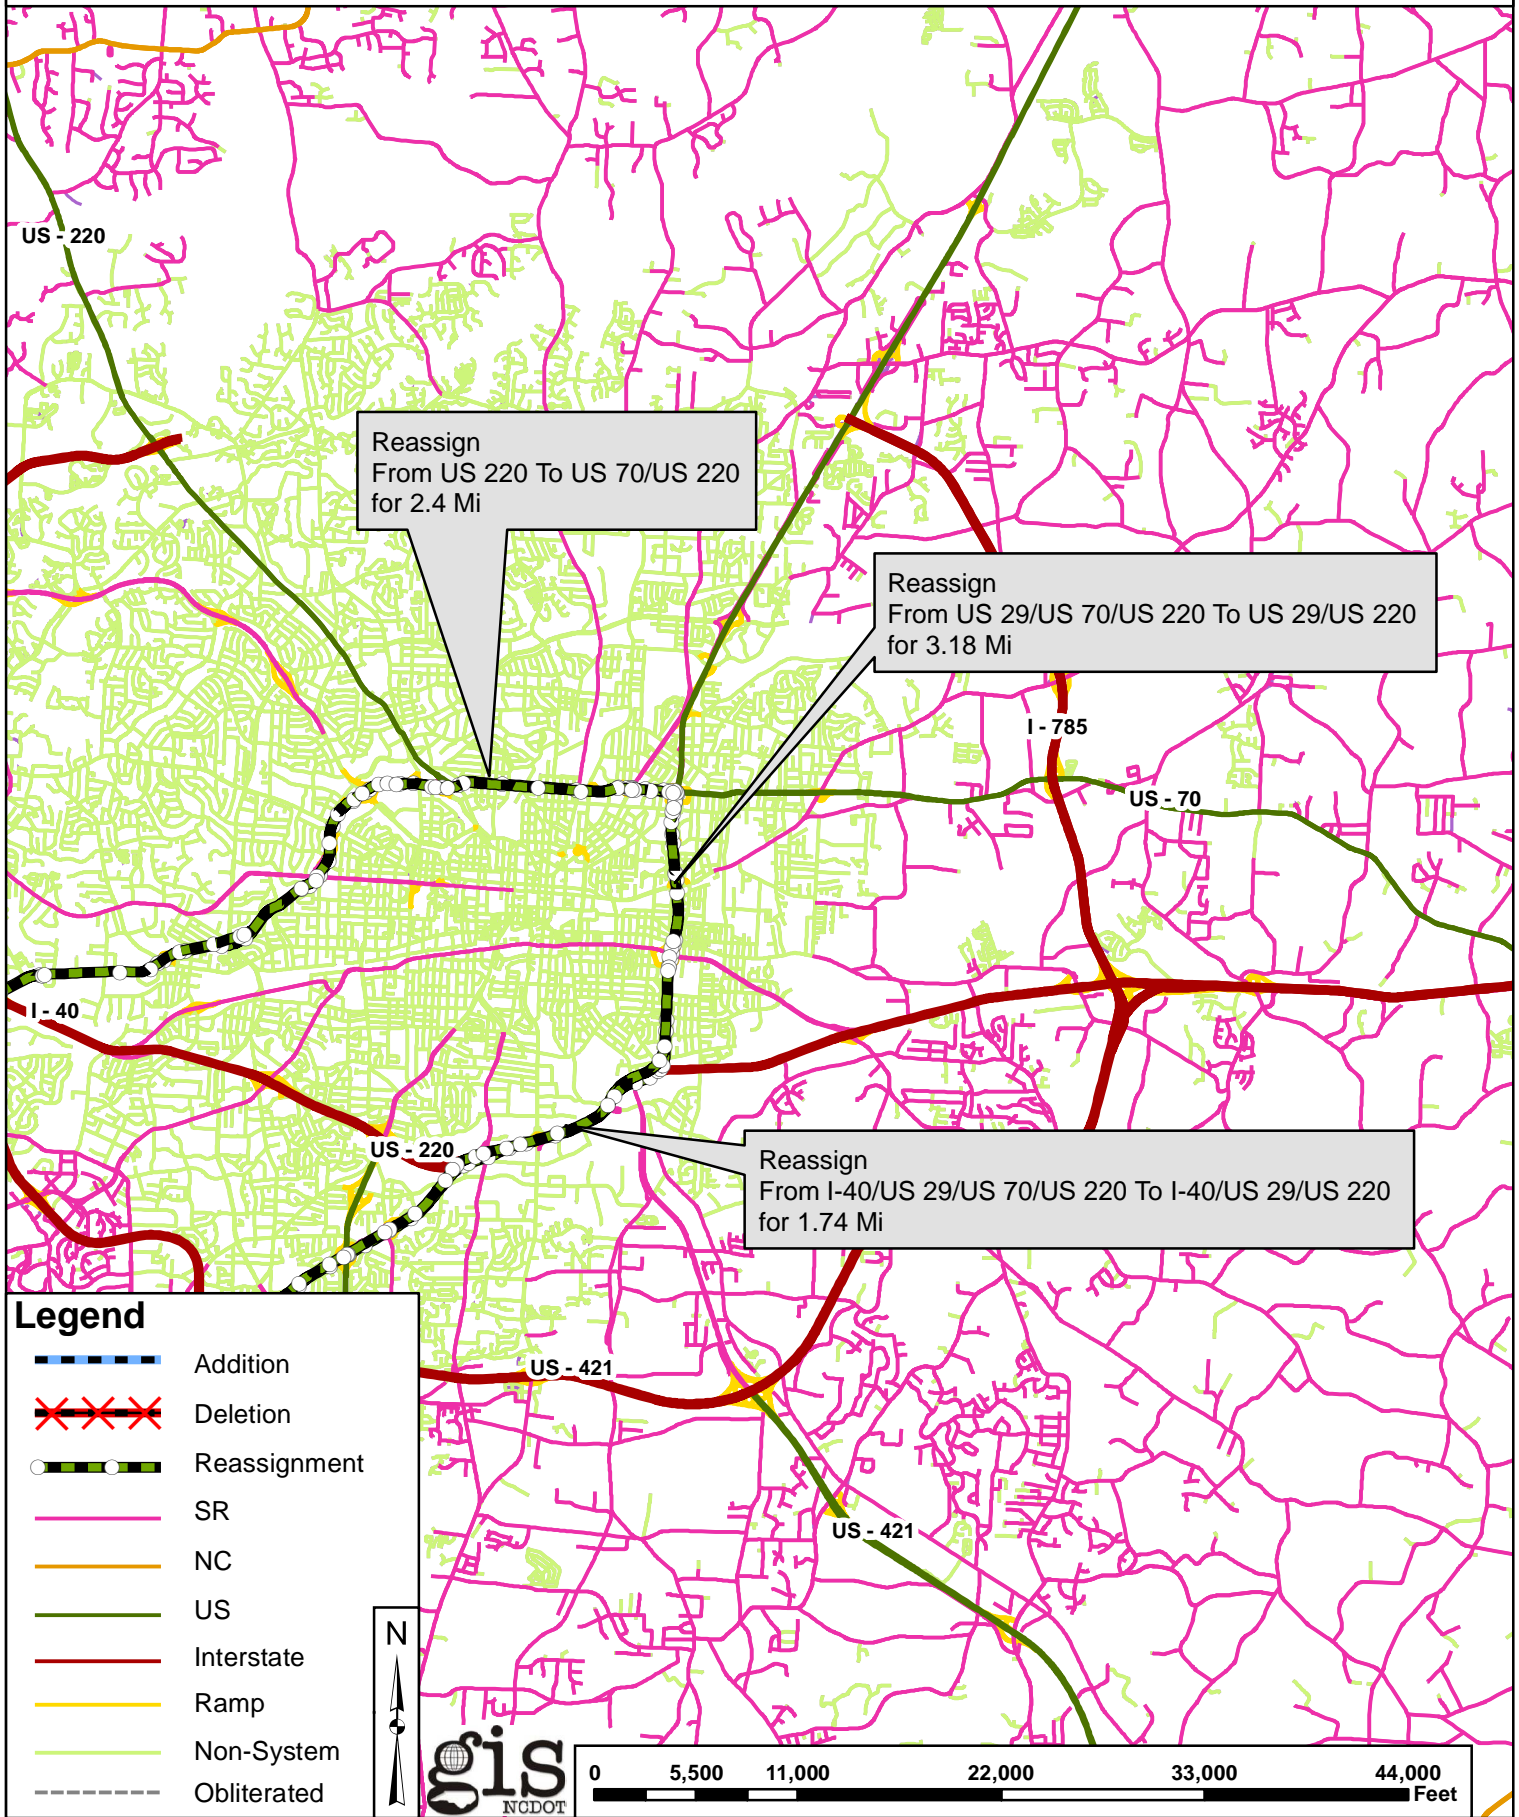 US - 220
Reassign
From US 220 To US 70/US 220
for 2.4 Mi
Reassign
From US 29/US 70/US 220 To US 29/US 220
for 3.18 Mi
I - 785
US - 70
I - 40
US - 220
Reassign
From I-40/US 29/US 70/US 220 To I-40/US 29/US 220
for 1.74 Mi
US - 421
US - 421
Legend
Addition
Deletion
Reassignment
SR
NC
US
Interstate
Ramp
Non-System
Obliterated
N
gis
NCDOT
0 5,500 11,000 22,000 33,000 44,000
Feet